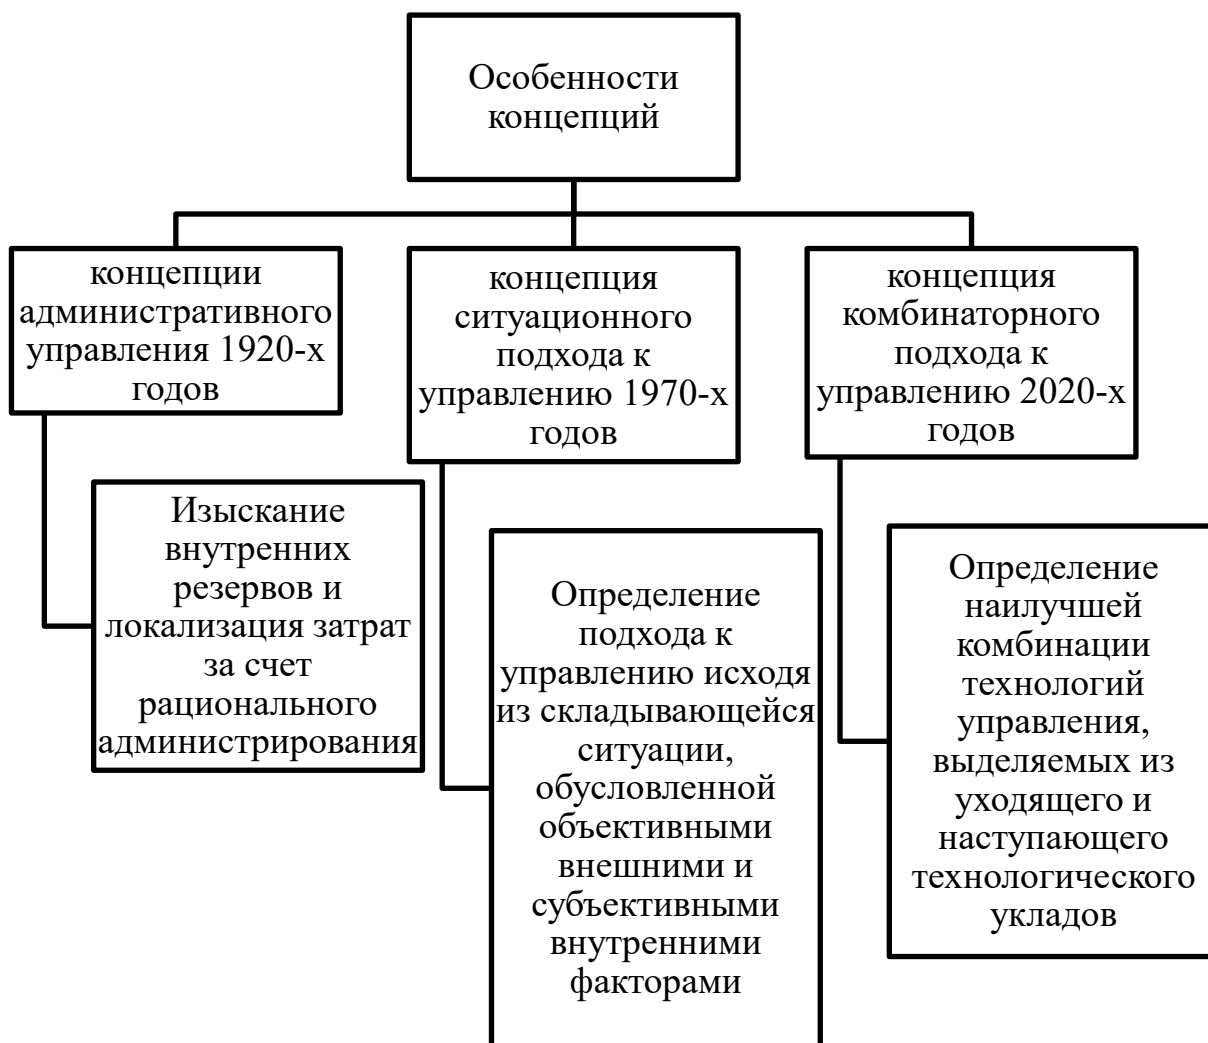 Особенности
концепций
концепции
административного
управления 1920-х
годов
Изыскание
внутренних
резервов и
локализация затрат
за счет
рационального
администрирования
концепция
ситуационного
подхода к
управлению 1970-х
годов
Определение
подхода к
управлению исходя
из складывающейся
ситуации,
обусловленной
объективными
внешними и
субъективными
внутренними
факторами
концепция
комбинаторного
подхода к
управлению 2020-х
годов
Определение
наилучшей
комбинации
технологий
управления,
выделяемых из
уходящего и
наступающего
технологического
укладов